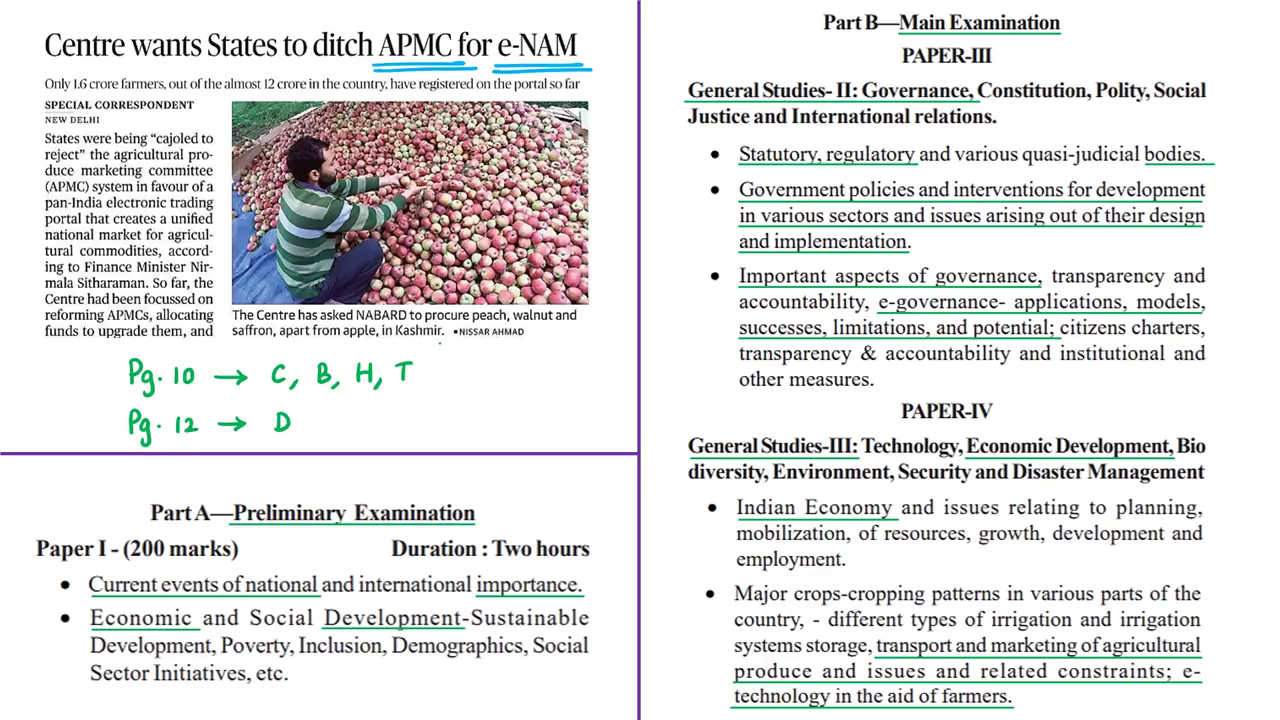 Centre wants States to ditch APMC for e-NAM
Only 1.6 crore farmers, out of the almost 12 crore in the country, have registered on the portal so far
SPECIAL CORRESPONDENT
NEW DELHI
States were being “cajoled to
reject” the agricultural pro-
duce marketing committee
(APMC) system in favour of a
pan-India electronic trading
portal that creates a unified
national market for agricul-
tural commodities, accord-
ing to Finance Minister Nir-
mala Sitharaman. So far, the
Centre had been focussed on
reforming APMCs, allocating
funds to upgrade them, and
The Centre has asked NABARD to procure peach, walnut and
saffron, apart from apple, in Kashmir. •NISSAR AHMAD
Pg. 10 → C, B, H, T
Pg. 12 → D
Part A—Preliminary Examination
Paper I - (200 marks) Duration : Two hours
• Current events of national and international importance.
• Economic and Social Development-Sustainable
Development, Poverty, Inclusion, Demographics, Social
Sector Initiatives, etc.
Part B—Main Examination
PAPER-III
General Studies- II: Governance, Constitution, Polity, Social
Justice and International relations.
• Statutory, regulatory and various quasi-judicial bodies.
• Government policies and interventions for development
in various sectors and issues arising out of their design
and implementation.
• Important aspects of governance, transparency and
accountability, e-governance- applications, models,
successes, limitations, and potential; citizens charters,
transparency & accountability and institutional and
other measures.
PAPER-IV
General Studies-III: Technology, Economic Development, Bio
diversity, Environment, Security and Disaster Management
• Indian Economy and issues relating to planning,
mobilization, of resources, growth, development and
employment.
• Major crops-cropping patterns in various parts of the
country, - different types of irrigation and irrigation
systems storage, transport and marketing of agricultural
produce and issues and related constraints; e-
technology in the aid of farmers.